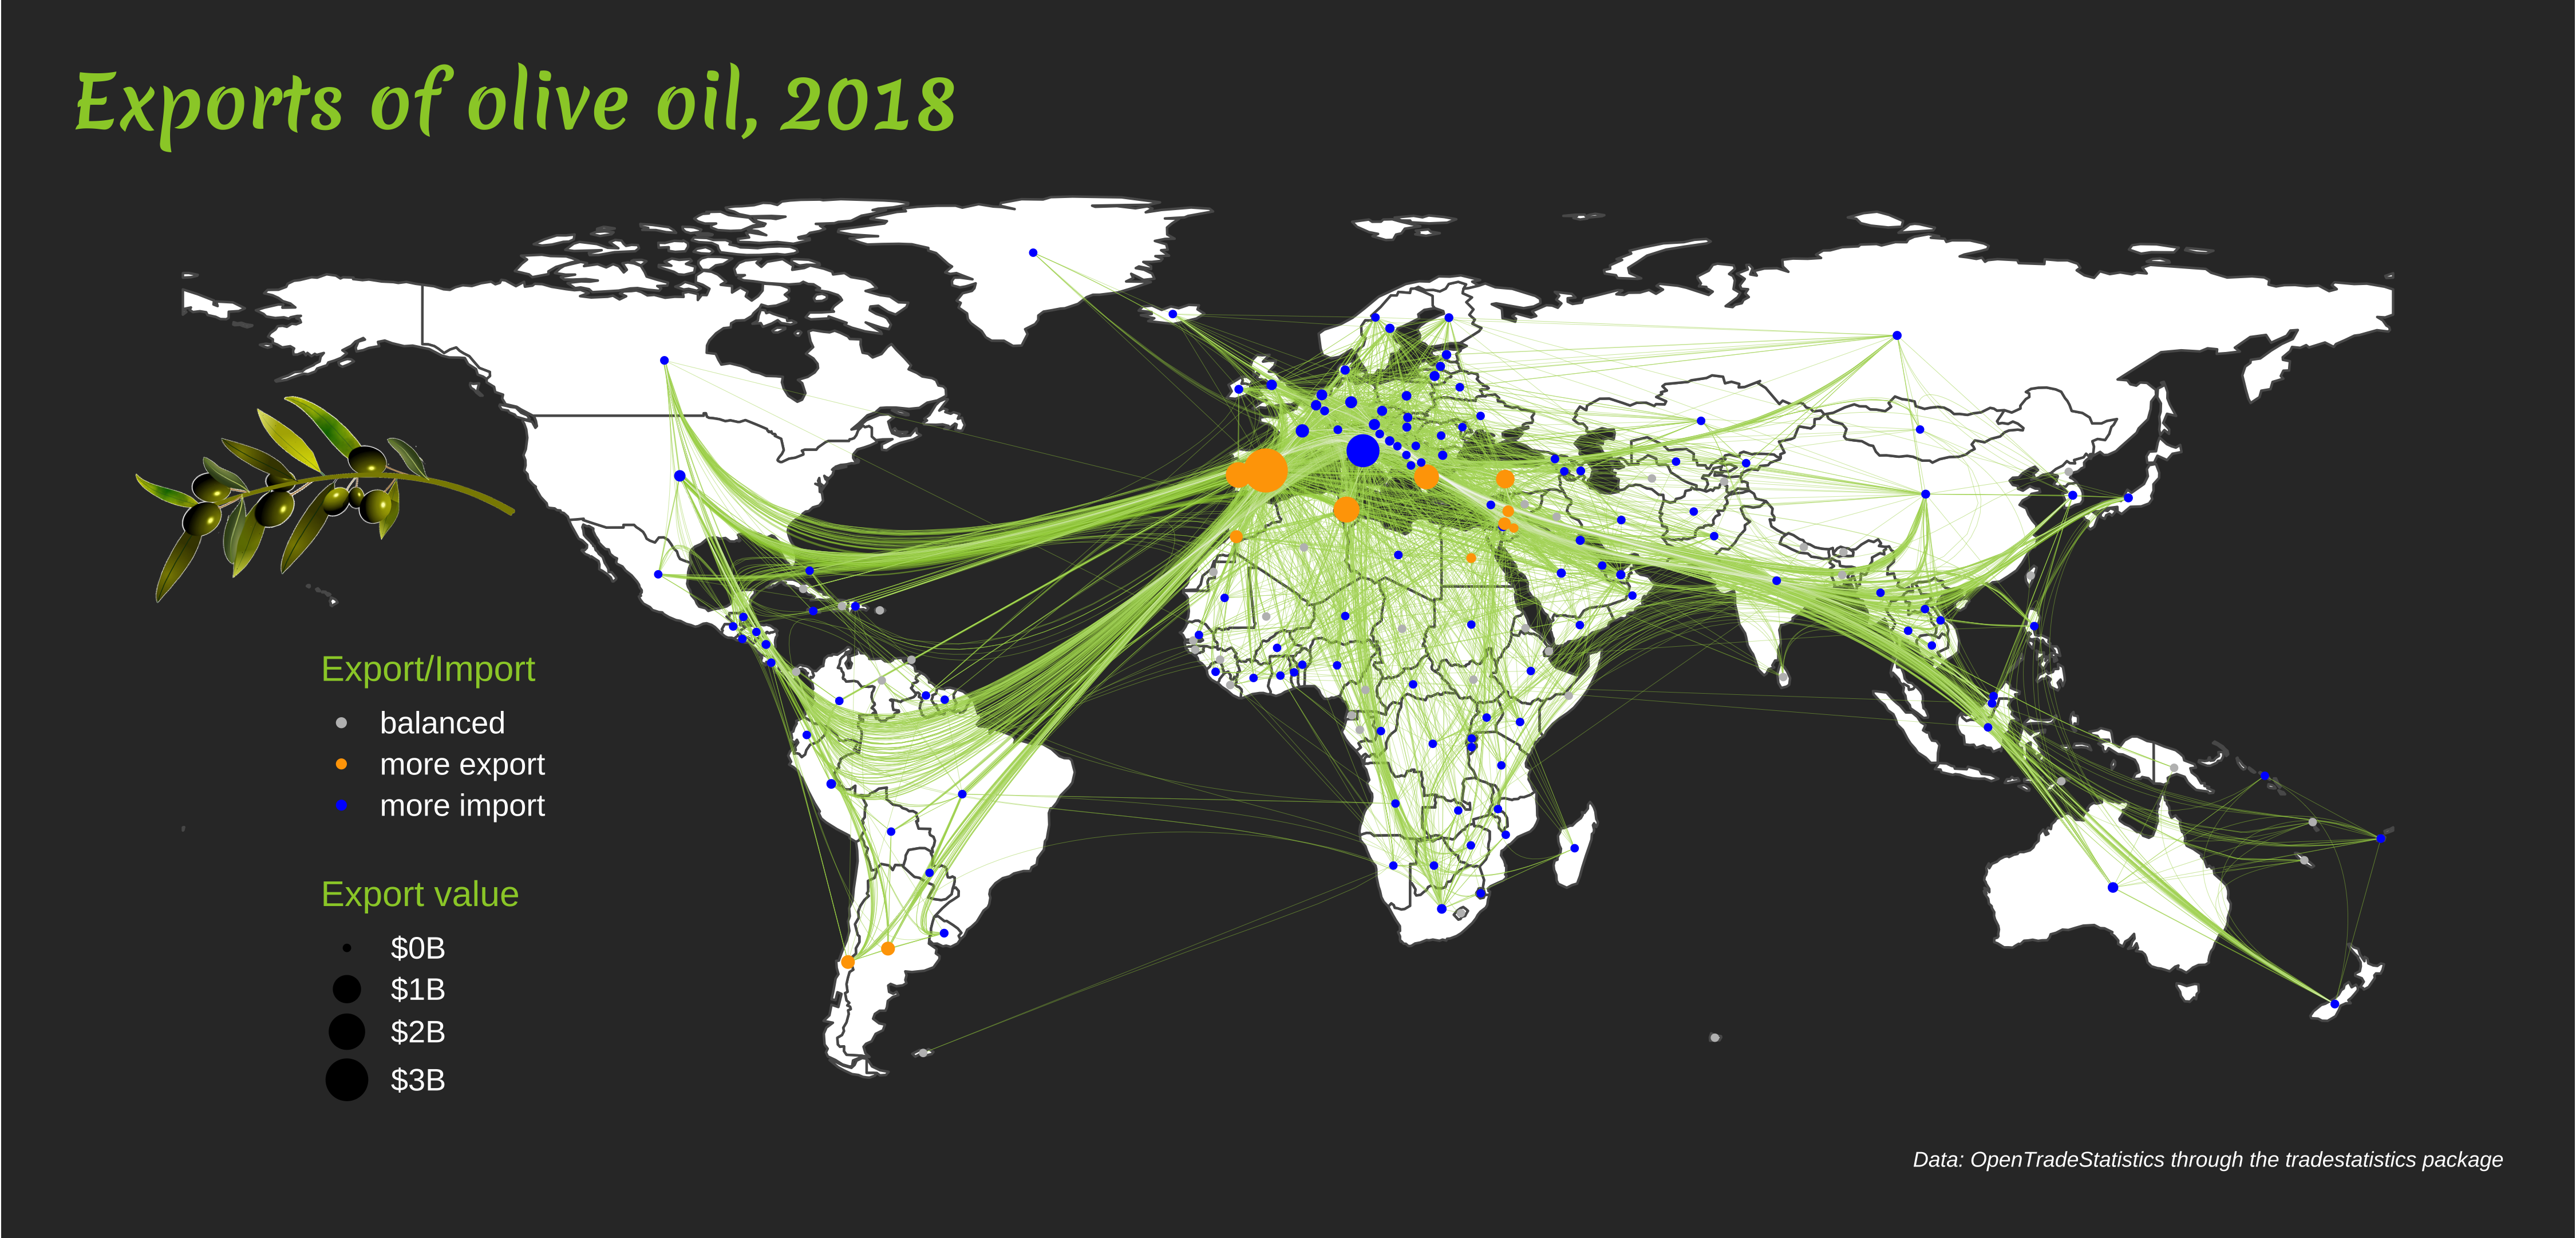 Exports of olive oil, 2018
Export/Import
balanced
more export
more import
Export value
$0B
$1B
$2B
$3B
Data: OpenTradeStatistics through the tradestatistics package